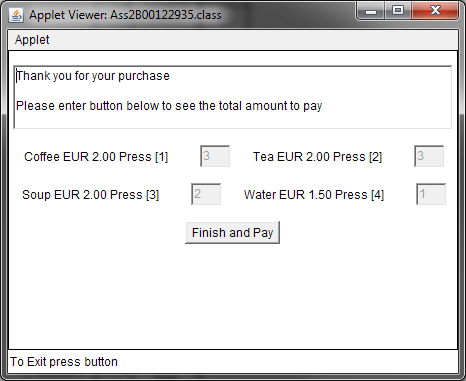 Applet Viewer: Ass2B00122935.class
Applet
Thank you for your purchase
Please enter button below to see the total amount to pay
Coffee EUR 2.00 Press [1] 3 Tea EUR 2.00 Press [2] 3
Soup EUR 2.00 Press [3] 2 Water EUR 1.50 Press [4] 1
Finish and Pay
To Exit press button